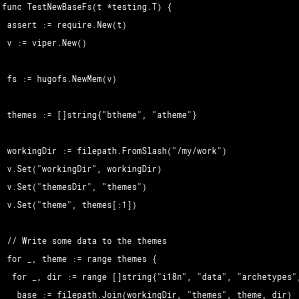 func TestNewBaseFs(t *testing.T) {
assert := require.New(t)
v := viper.New()
fs := hugofs.NewMem(v)
themes := []string{"btheme", "atheme"}
workingDir := filepath.FromSlash("/my/work")
v.Set("workingDir", workingDir)
v.Set("themesDir", "themes")
v.Set("theme", themes[:1])
// Write some data to the themes
for _, theme := range themes {
for _, dir := range []string{"i18n", "data", "archetypes",
base := filepath.Join(workingDir, "themes", theme, dir)